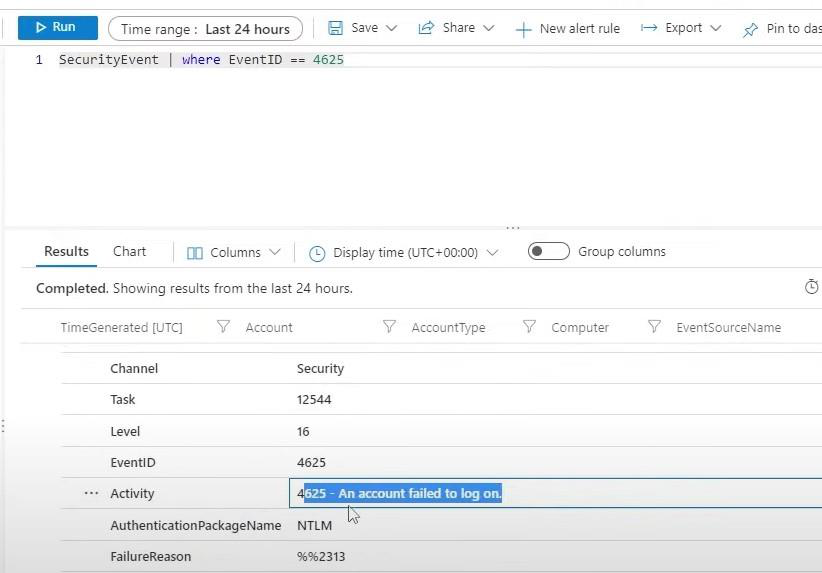 Run Time range : Last 24 hours Save Share New alert rule Export Pin to das
1 SecurityEvent | where EventID == 4625
Results Chart Columns Display time (UTC+00:00) Group columns
Completed. Showing results from the last 24 hours.
TimeGenerated [UTC] Account AccountType Computer EventSourceName
Channel Security
Task 12544
Level 16
EventID 4625
Activity 4625 - An account failed to log on.
AuthenticationPackageName NTLM
FailureReason %%2313